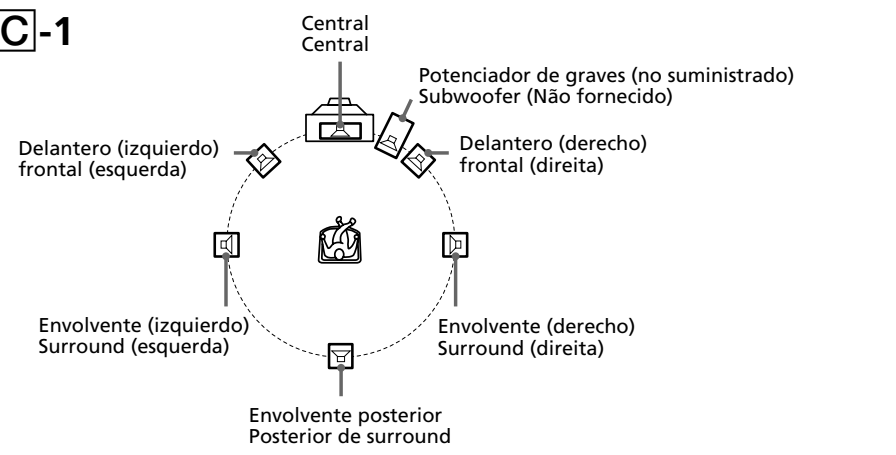 C-1
Central
Central
Potenciador de graves (no suministrado)
Subwoofer (Não fornecido)
Delantero (izquierdo)
frontal (esquerda)
Delantero (derecho)
frontal (direita)
Envolvente (izquierdo)
Surround (esquerda)
Envolvente (derecho)
Surround (direita)
Envolvente posterior
Posterior de surround